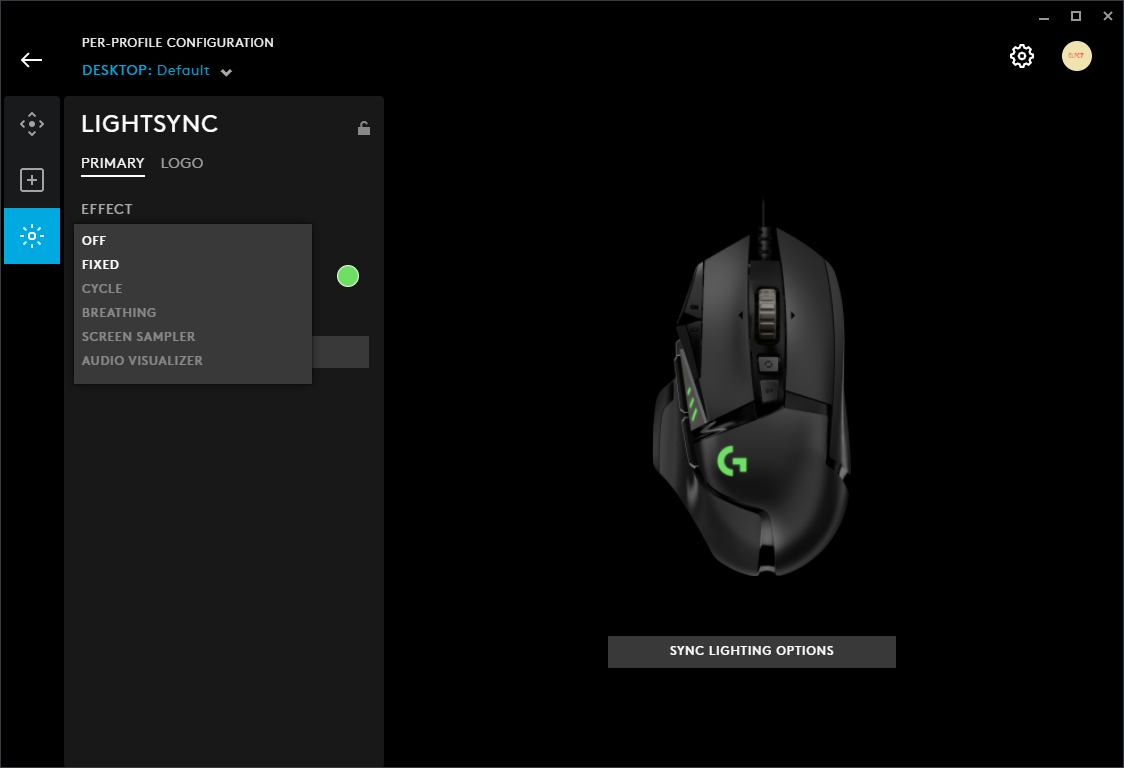 PER-PROFILE CONFIGURATION
DESKTOP: Default
LIGHTSYNC
PRIMARY LOGO
EFFECT
OFF
FIXED
CYCLE
BREATHING
SCREEN SAMPLER
AUDIO VISUALIZER
SYNC LIGHTING OPTIONS